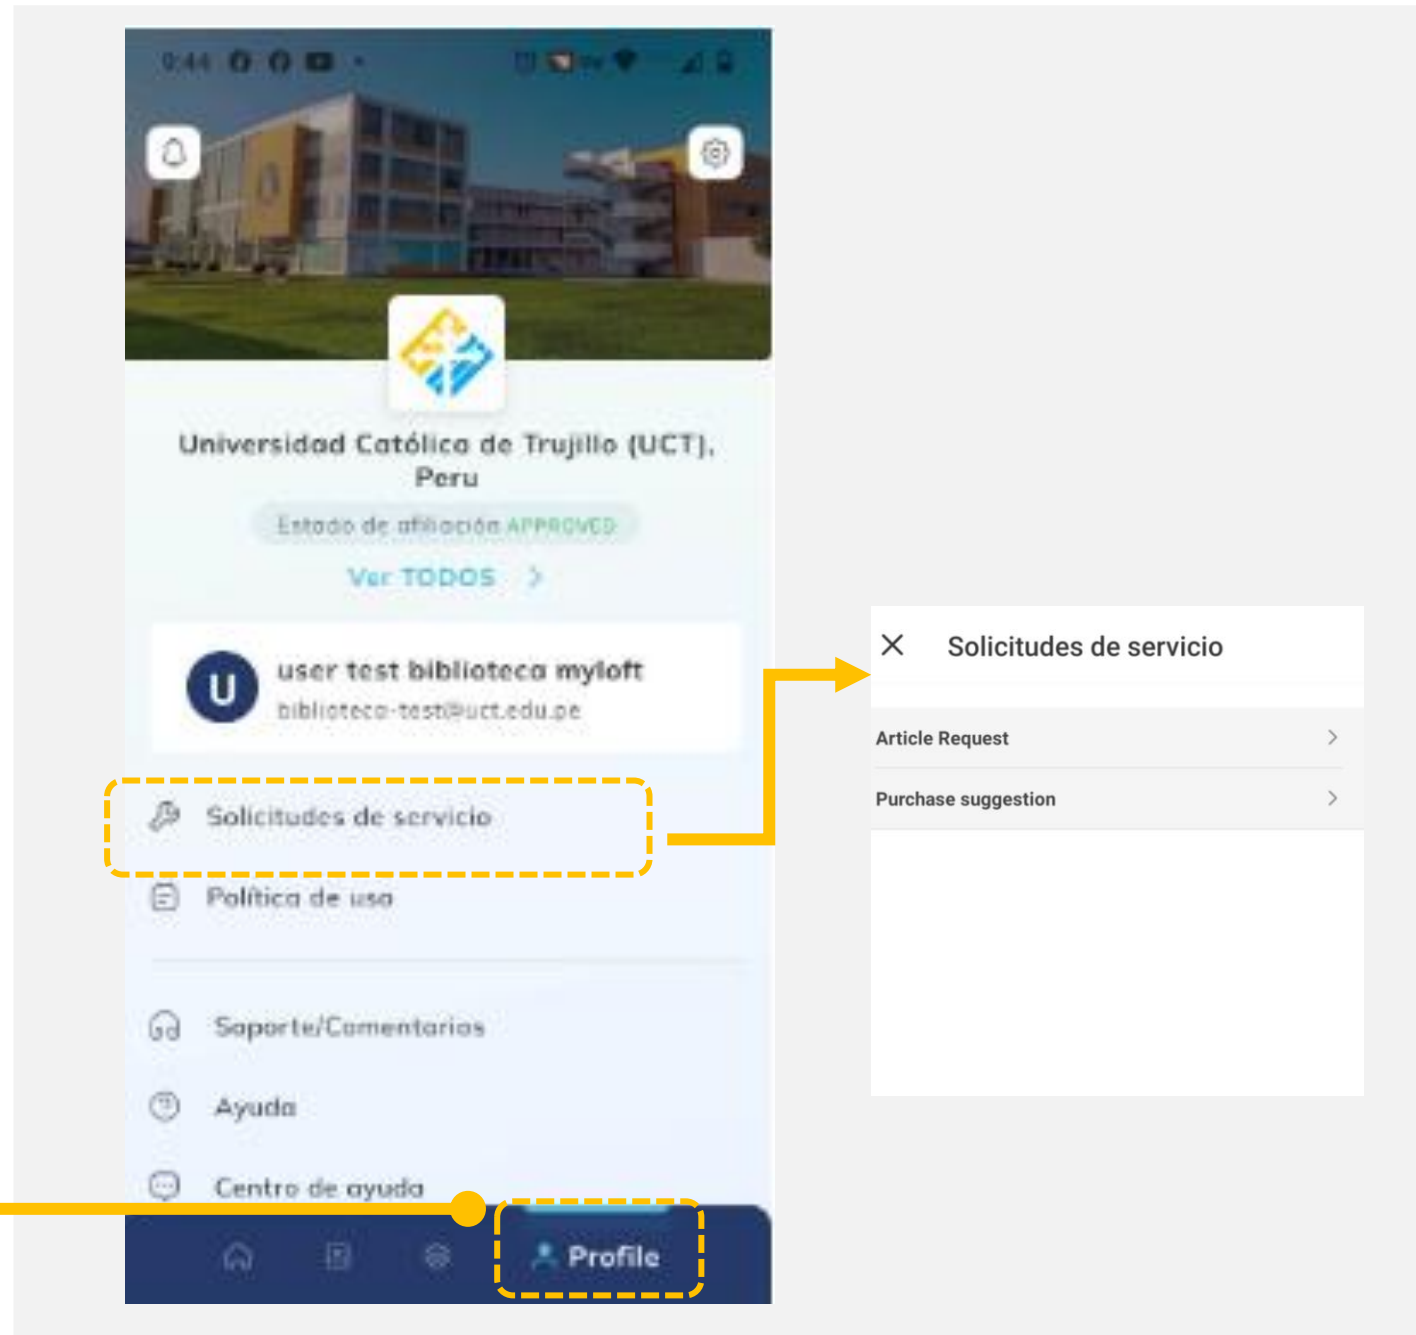 9:44
Universidad Católica de Trujillo (UCT),
Peru
Estado de afiliación APPROVED
Ver TODOS
U
user test biblioteca myloft
biblioteca-test@uct.edu.pe
Solicitudes de servicio
Política de uso
Soporte/Comentarios
Ayuda
Centro de ayuda
Profile
Solicitudes de servicio
Article Request
Purchase suggestion